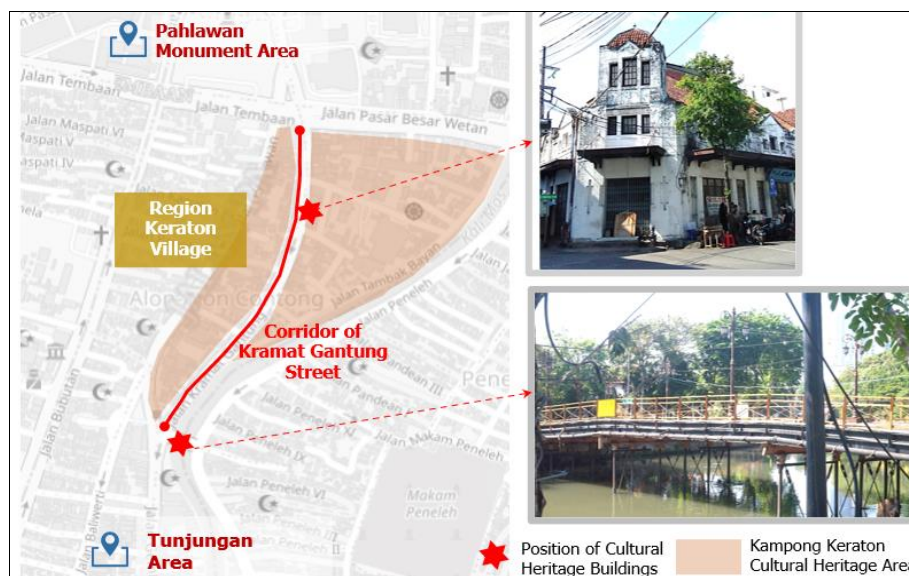 Pahlawan
Monument Area
Jalan Tembaan
Jalan Tembaan
Jalan Pasar Besar Wetan
Jalan Maspati VI
Maspati V
Maspati IV
Region
Keraton
Village
Jalan Tambak Bayan
Jalan Peneleh
Corridor of
Kramat Gantung
Street
Pandean III
Jalan Bubutan
Jalan Peneleh IX
Jalan Makam Peneleh
Jalan Peneleh VI
Makam
Peneleh
Jalan Baliwerti
Tunjungan
Area
Position of Cultural
Heritage Buildings
Kampong Keraton
Cultural Heritage Area